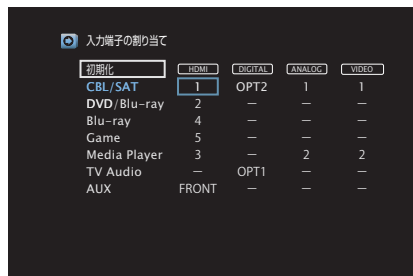 入力端子の割り当て
初期化 HDMI DIGITAL ANALOG VIDEO
CBL/SAT 1 OPT2 1 1
DVD/Blu-ray 2 – – –
Blu-ray 4 – – –
Game 5 – – –
Media Player 3 – 2 2
TV Audio – OPT1 – –
AUX FRONT – – –